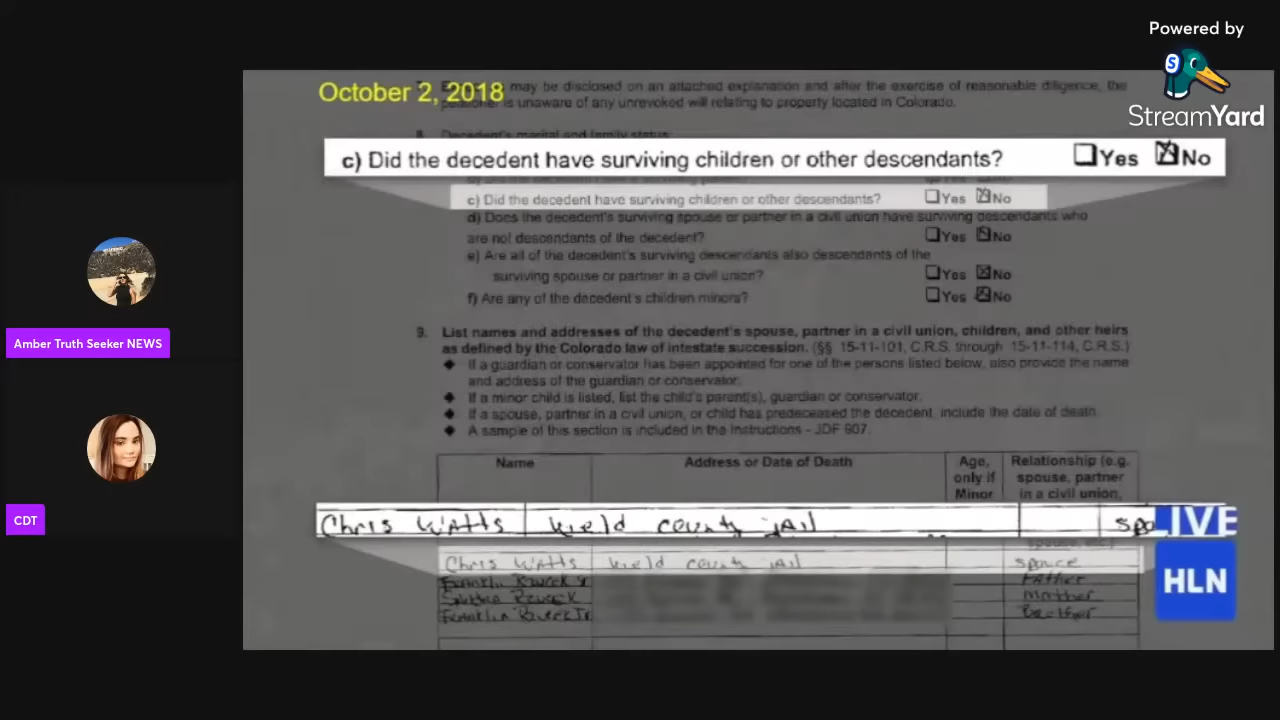 Powered by
StreamYard
October 2, 2018
may be disclosed on an attached explanation and after the exercise of reasonable diligence, the
is unaware of any unrevoked will relating to property located in Colorado.
8. Decedent's marital and family status:
c) Did the decedent have surviving children or other descendants? Yes No
c) Did the decedent have surviving children or other descendants? Yes No
d) Does the decedent's surviving spouse or partner in a civil union have surviving descendants who
are not descendants of the decedent? Yes No
e) Are all of the decedent's surviving descendants also descendants of the
surviving spouse or partner in a civil union? Yes No
f) Are any of the decedent's children minors? Yes No
9. List names and addresses of the decedent's spouse, partner in a civil union, children, and other heirs
as defined by the Colorado law of intestate succession. (§§ 15-11-101, C.R.S. through 15-11-114, C.R.S.)
If a guardian or conservator has been appointed for one of the persons listed below, also provide the name
and address of the guardian or conservator.
If a minor child is listed, list the child's parent(s), guardian or conservator.
If a spouse, partner in a civil union, or child has predeceased the decedent, include the date of death.
A sample of this section is included in the Instructions - JDF 907.
Name Address or Date of Death Age, only if Minor Relationship (e.g. spouse, partner in a civil union,
Chris Watts Weld county jail spo
Chris Watts Weld county jail spouce
Father
Mother
Brother
LIVE
HLN
Amber Truth Seeker NEWS
CDT